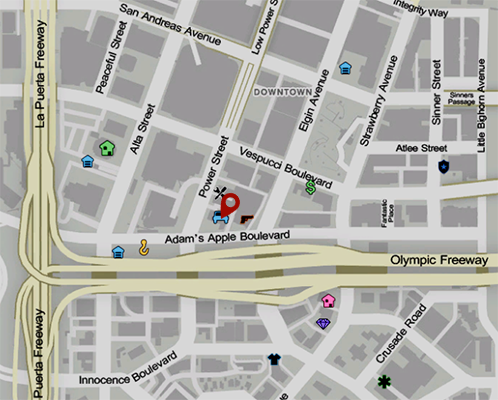 Integrity Way
San Andreas Avenue
La Puerta Freeway
Peaceful Street
Low Power St
Elgin Avenue
Strawberry Avenue
Sinner Street
Little Bighorn Avenue
DOWNTOWN
Sinners
Passage
Alta Street
Power Street
Vespucci Boulevard
Atlee Street
Fantastic
Place
Adam's Apple Boulevard
Olympic Freeway
Puerta Freeway
Crusade Road
Innocence Boulevard
ue